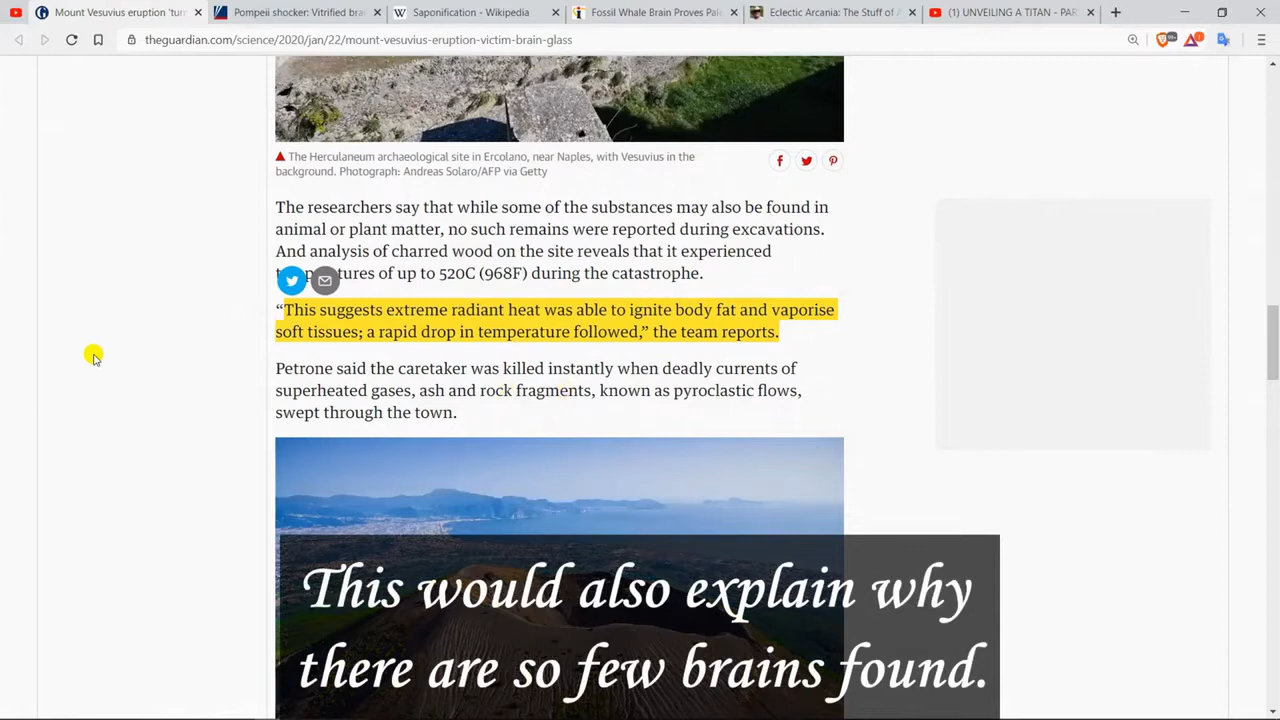 Mount Vesuvius eruption 'tur
Pompeii shocker: Vitrified bra
Saponification - Wikipedia
Fossil Whale Brain Proves Pal
Eclectic Arcania: The Stuff of
(1) UNVEILING A TITAN - PAR
theguardian.com/science/2020/jan/22/mount-vesuvius-eruption-victim-brain-glass
The Herculaneum archaeological site in Ercolano, near Naples, with Vesuvius in the
background. Photograph: Andreas Solaro/AFP via Getty
The researchers say that while some of the substances may also be found in
animal or plant matter, no such remains were reported during excavations.
And analysis of charred wood on the site reveals that it experienced
tures of up to 520C (968F) during the catastrophe.
“This suggests extreme radiant heat was able to ignite body fat and vaporise
soft tissues; a rapid drop in temperature followed,” the team reports.
Petrone said the caretaker was killed instantly when deadly currents of
superheated gases, ash and rock fragments, known as pyroclastic flows,
swept through the town.
This would also explain why
there are so few brains found.